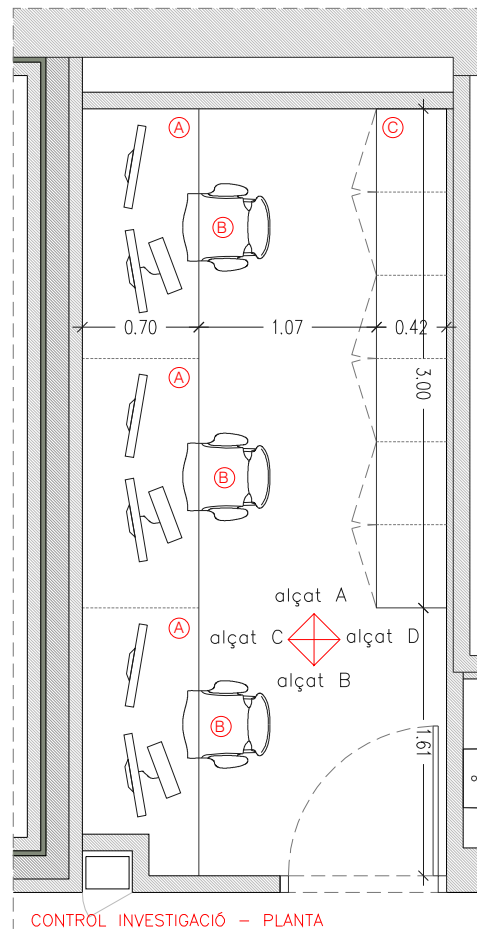 A
C
B
0.70
1.07
0.42
3.00
A
B
alçat A
A
alçat C
alçat D
alçat B
B
1.61
CONTROL INVESTIGACIÓ - PLANTA